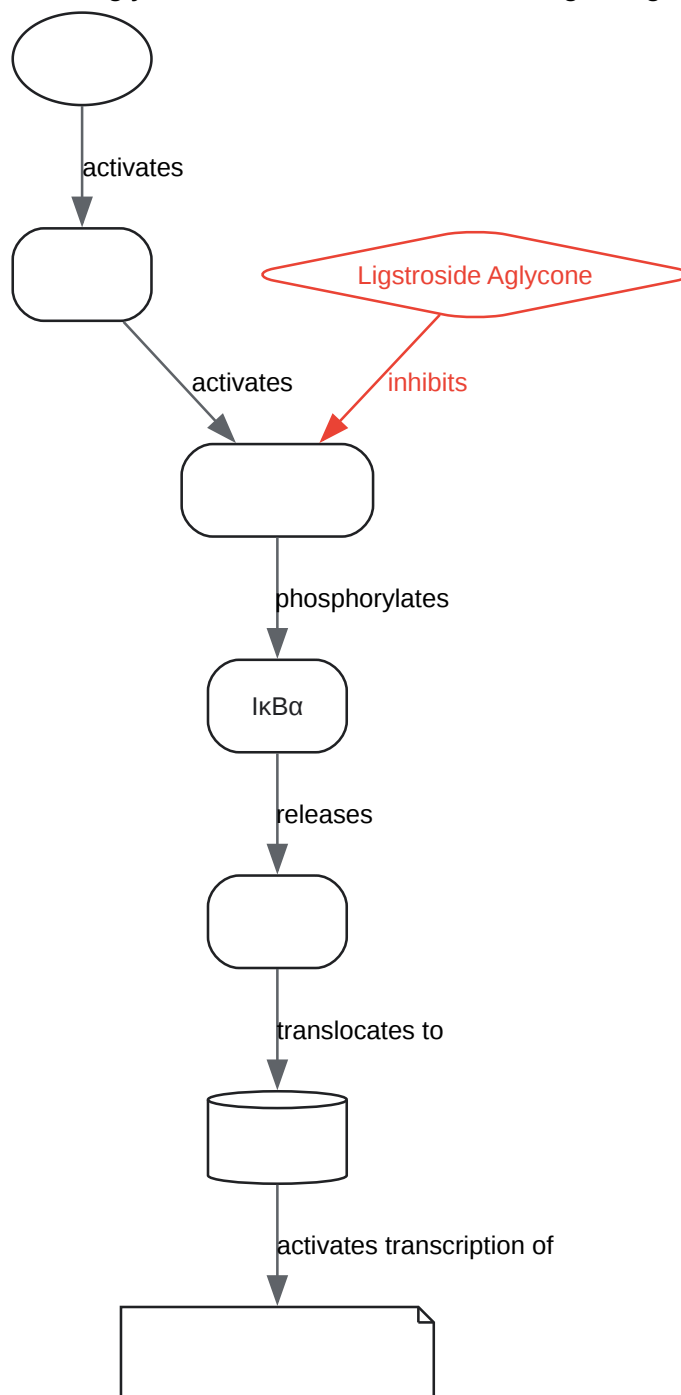 activates
Ligstroside Aglycone
activates
inhibits
phosphorylates
IκBα
releases
translocates to
activates transcription of